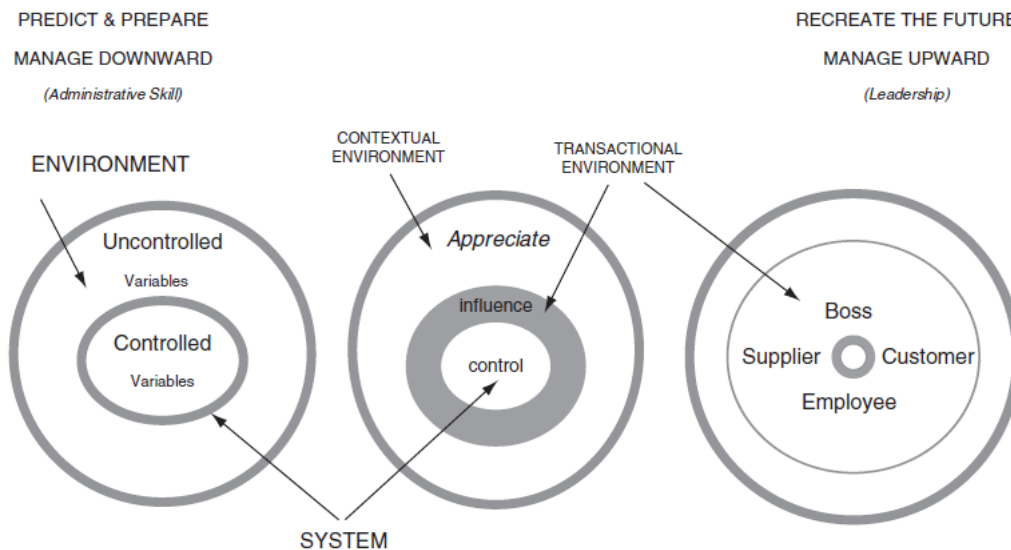 PREDICT & PREPARE
MANAGE DOWNWARD
(Administrative Skill)
RECREATE THE FUTURE
MANAGE UPWARD
(Leadership)
ENVIRONMENT
CONTEXTUAL
ENVIRONMENT
TRANSACTIONAL
ENVIRONMENT
Uncontrolled
Variables
Controlled
Variables
Appreciate
influence
control
Boss
Supplier
Customer
Employee
SYSTEM